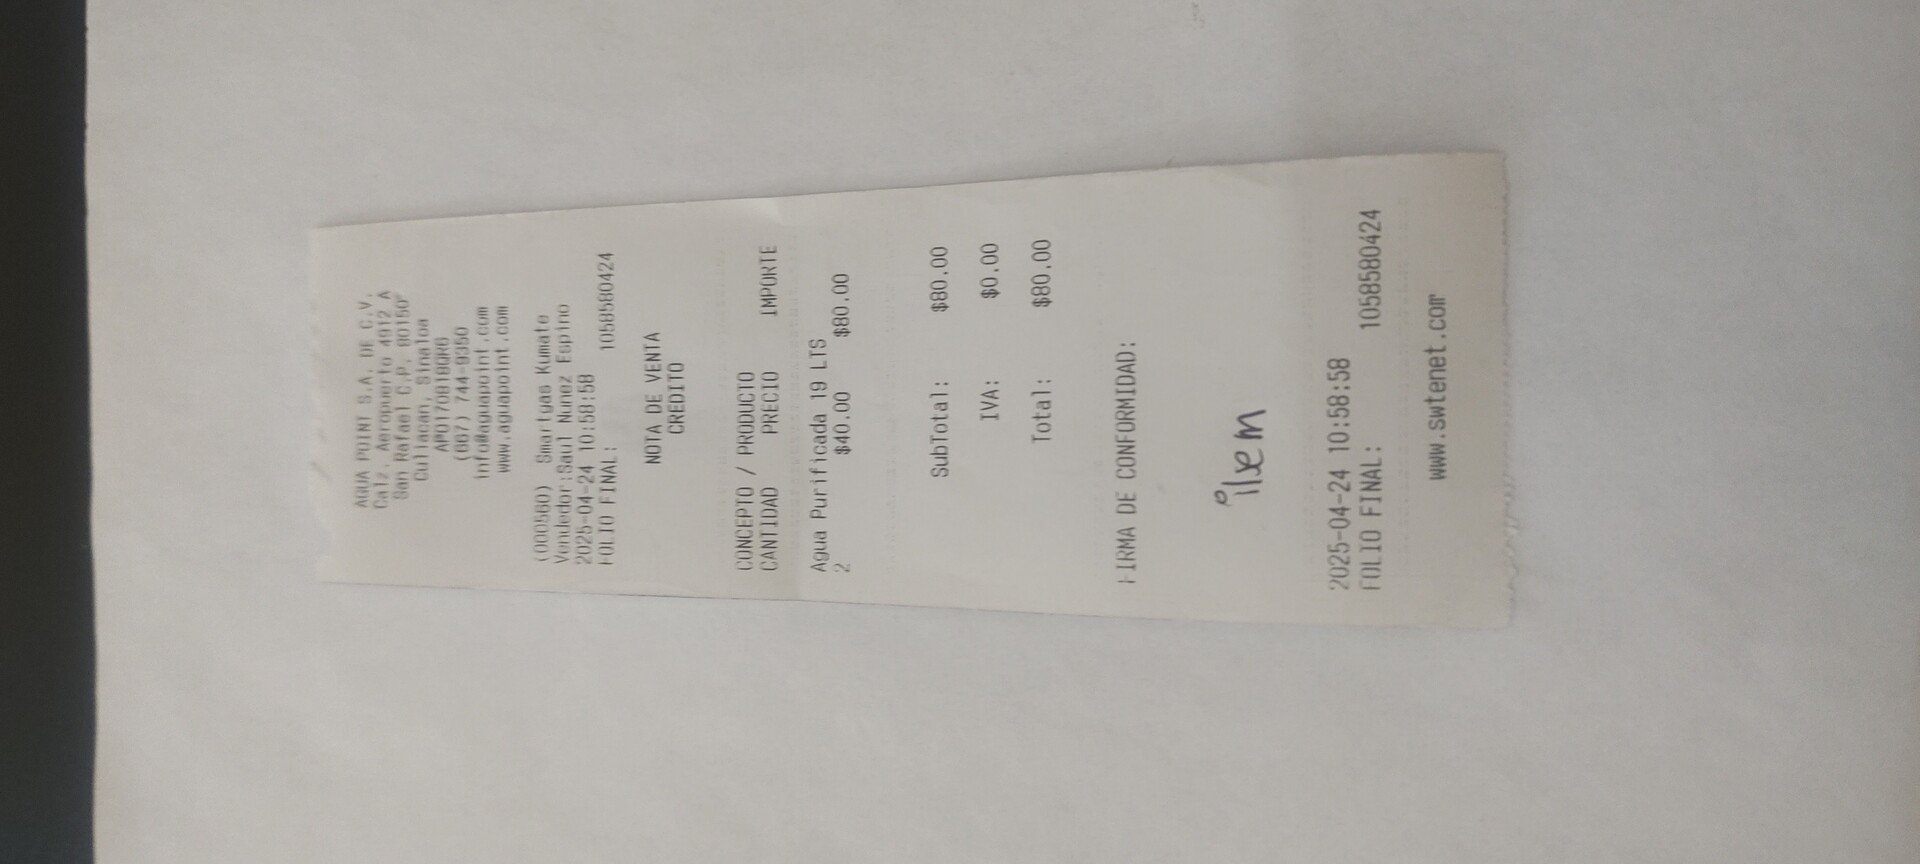 AGUA POINT S.A. DE C.V.
Calz. Aeropuerto 4912 A
San Rafael C.P. 80150
Culiacan, Sinaloa
(667) 744-9350
info@aguapoint.com
www.aguapoint.com
(000560) Smartgas Kumate
Vendedor:Saul Nunez Espino
2025-04-24 10:58:58
FOLIO FINAL: 1058580424
NOTA DE VENTA
CREDITO
CONCEPTO / PRODUCTO
CANTIDAD PRECIO IMPORTE
Agua Purificada 19 LTS
2 $40.00 $80.00
SubTotal: $80.00
IVA: $0.00
Total: $80.00
FIRMA DE CONFORMIDAD:
2025-04-24 10:58:58
FOLIO FINAL: 1058580424
www.swtenet.com